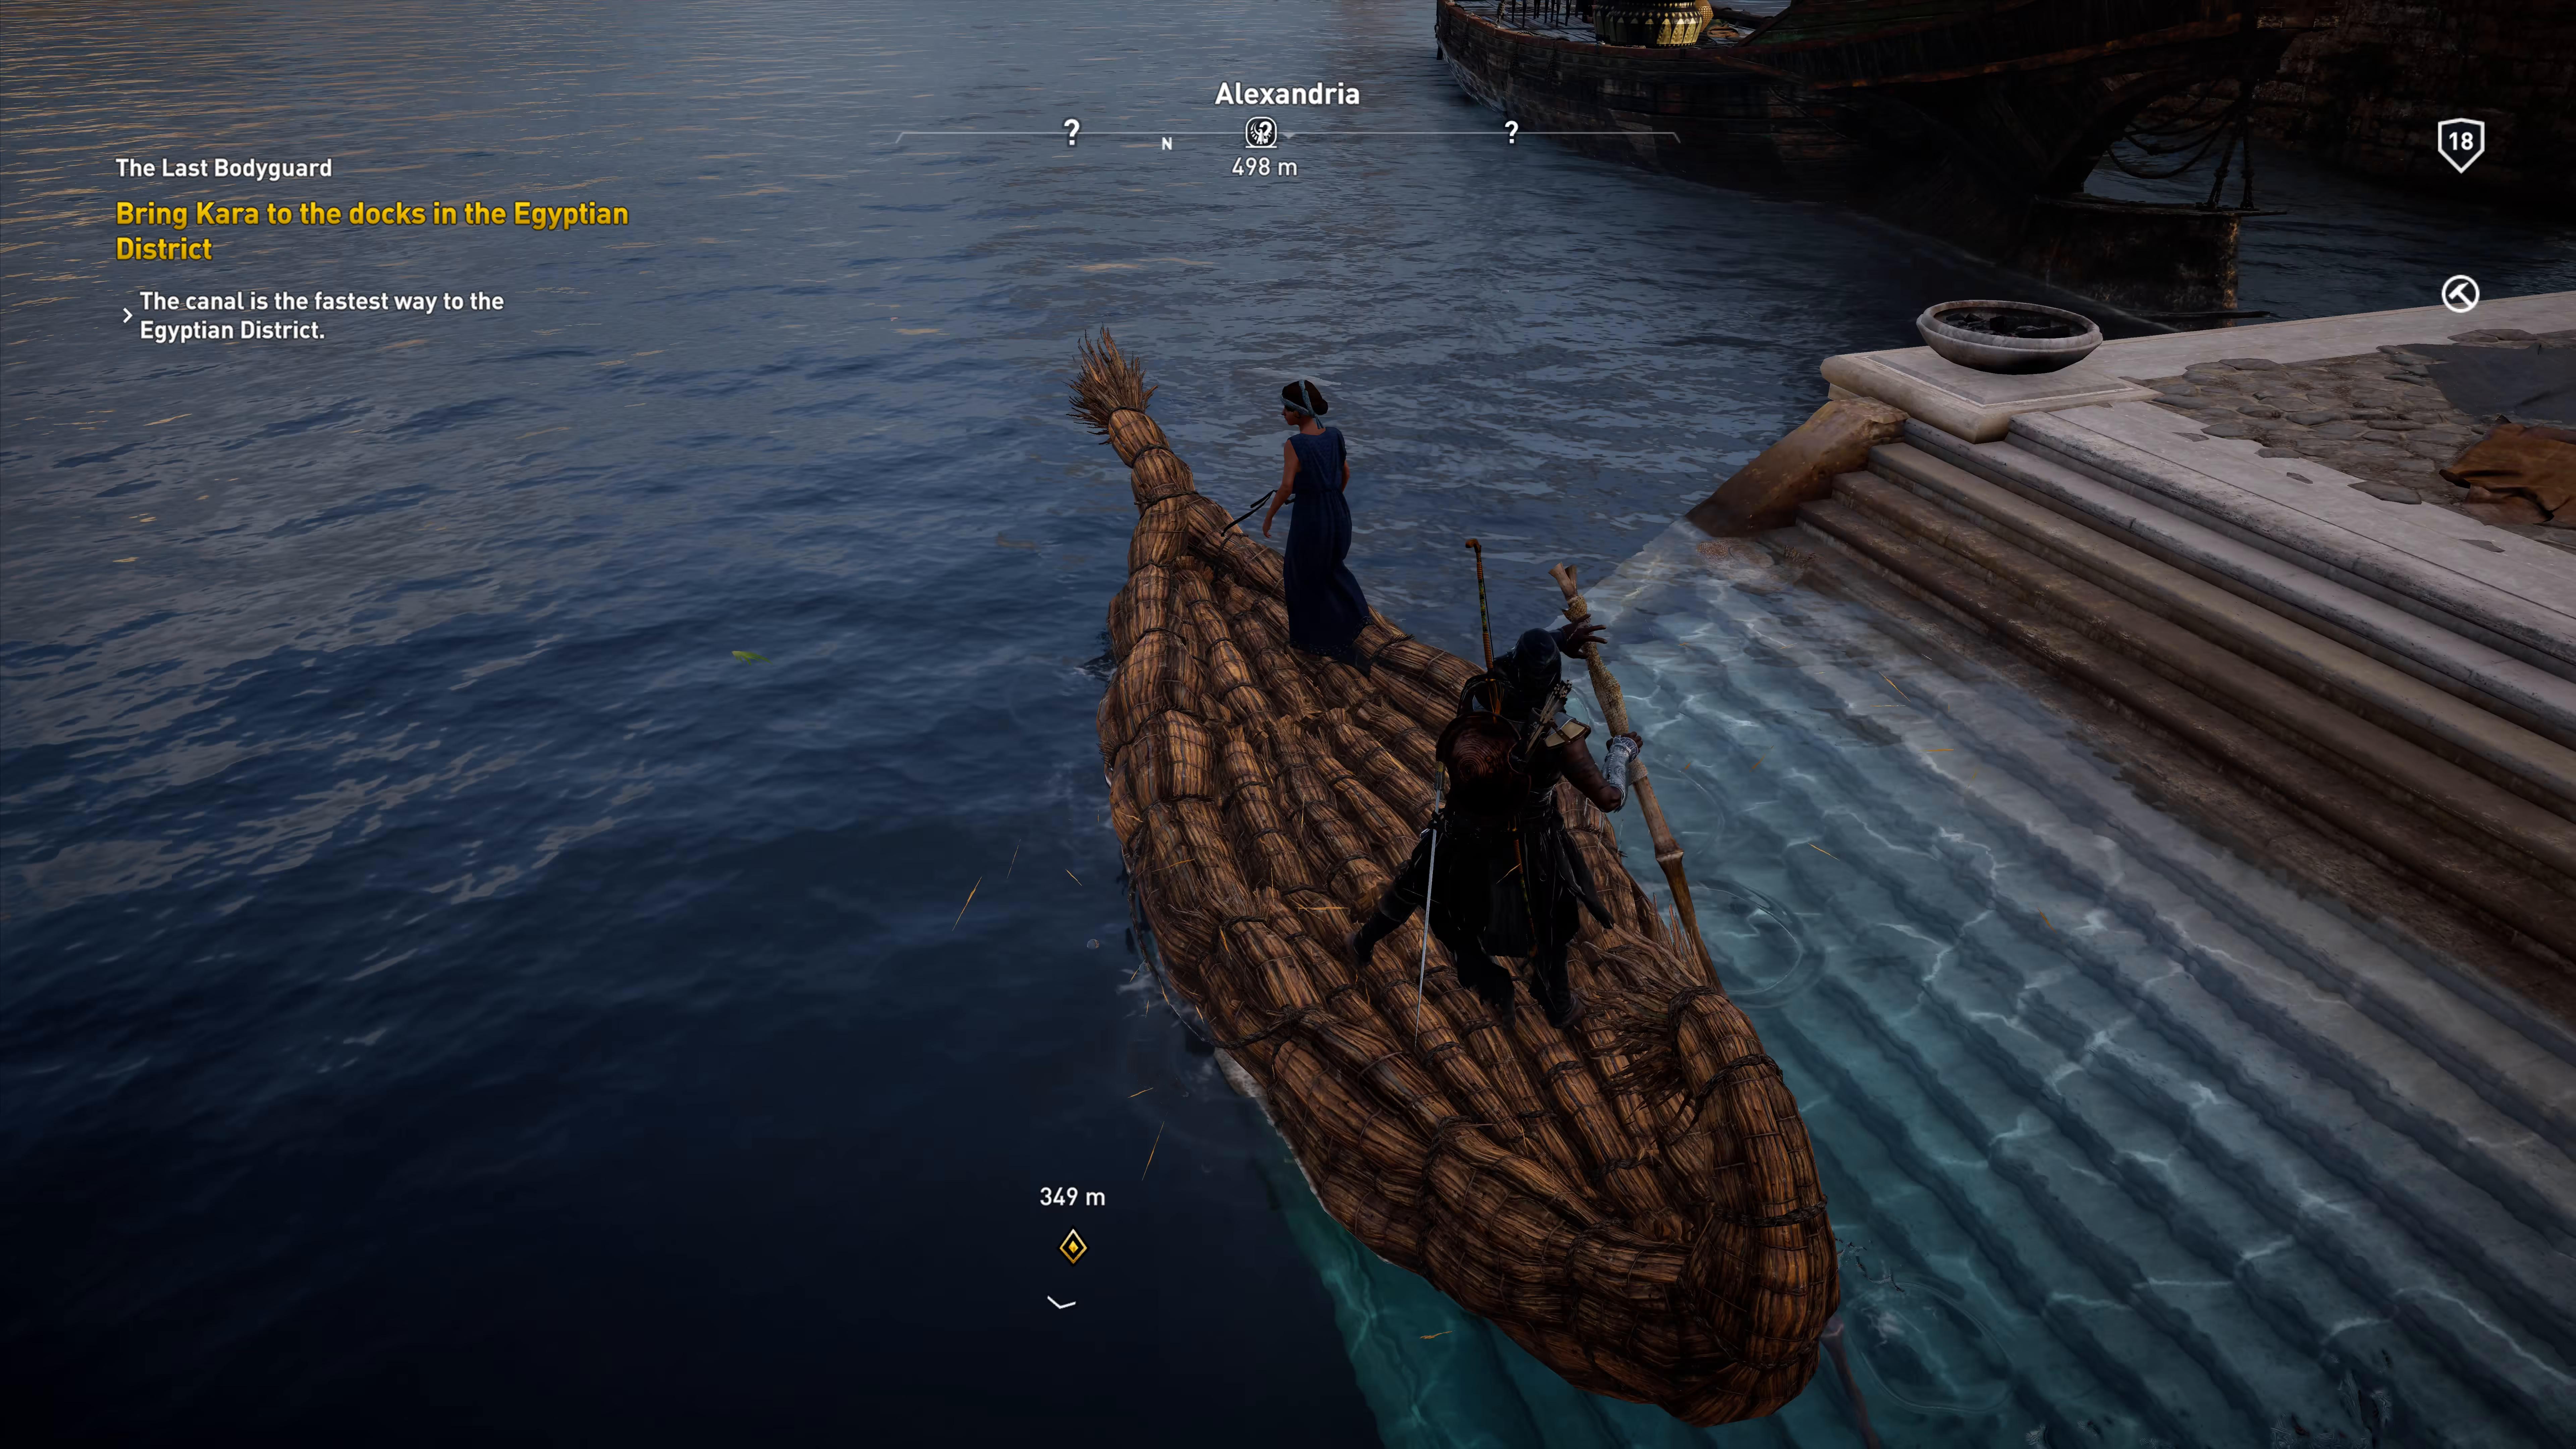 Alexandria
? N ? ?
498 m
18
The Last Bodyguard
Bring Kara to the docks in the Egyptian
District
The canal is the fastest way to the
Egyptian District.
349 m